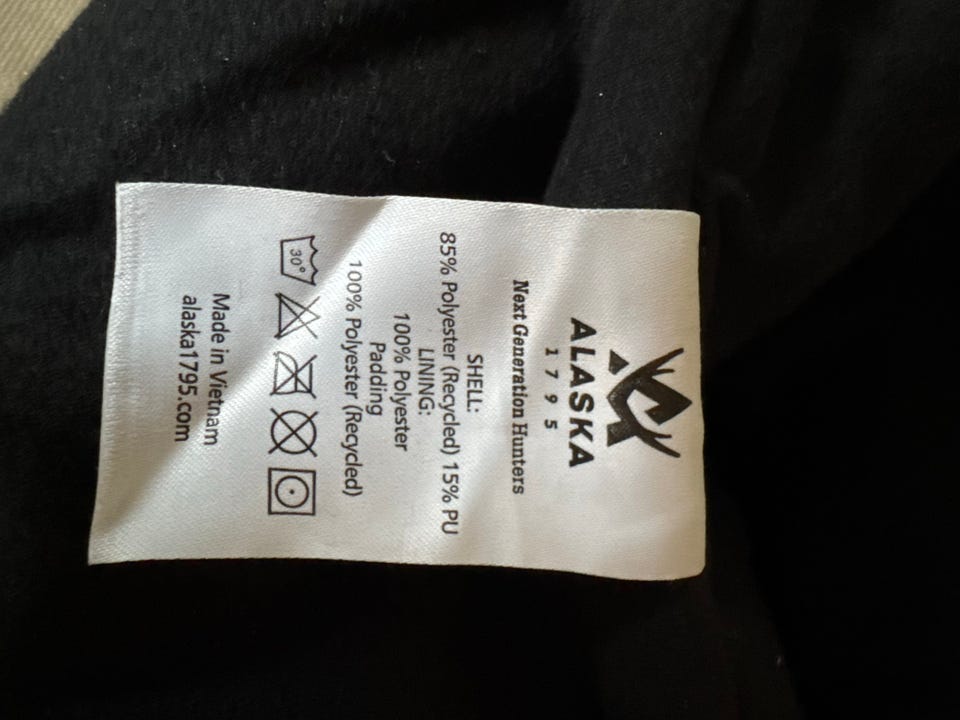 ALASKA
1795
Next Generation Hunters
SHELL:
85% Polyester (Recycled) 15% PU
LINING:
100% Polyester
Padding
100% Polyester (Recycled)
30°
Made in Vietnam
alaska1795.com